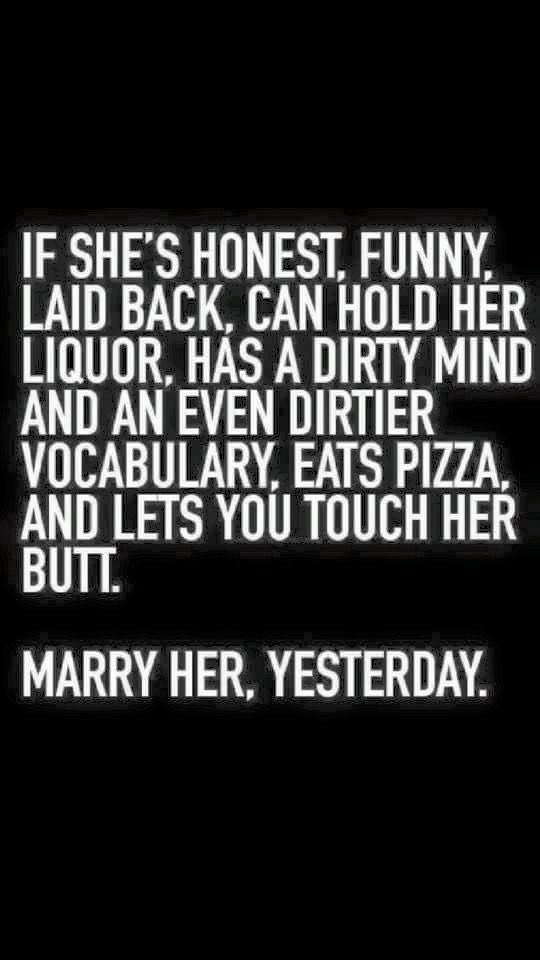 IF SHE'S HONEST, FUNNY,
LAID BACK, CAN HOLD HER
LIQUOR, HAS A DIRTY MIND
AND AN EVEN DIRTIER
VOCABULARY, EATS PIZZA,
AND LETS YOU TOUCH HER
BUTT.
MARRY HER, YESTERDAY.